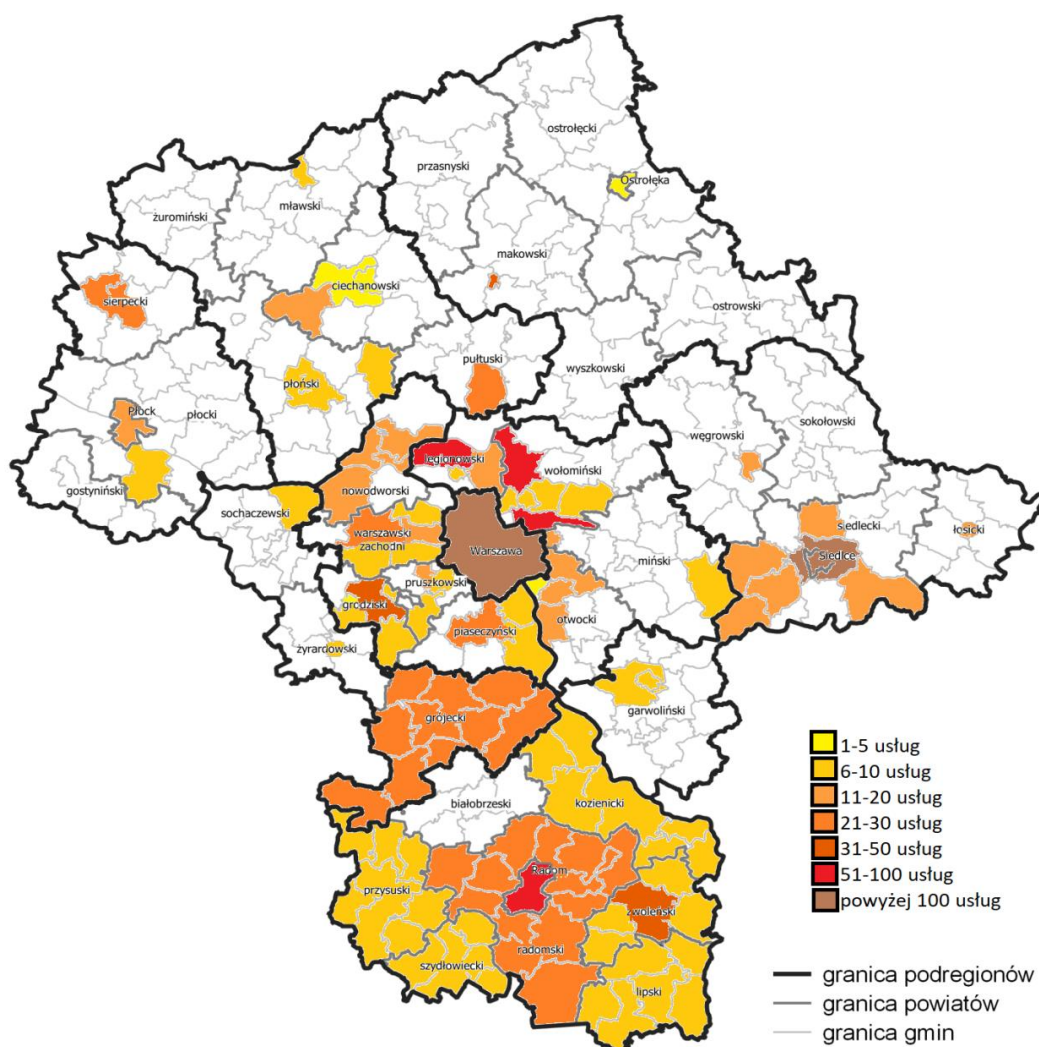 ostrołęcki
przasnyski
Ostrołęka
mławski
żuromiński
makowski
ciechanowski
sierpecki
ostrowski
pułtuski
wyszkowski
płoński
Płock
płocki
sokołowski
węgrowski
legionowski
wołomiński
gostyniński
nowodworski
sochaczewski
siedlecki
łosicki
warszawski
zachodni
Warszawa
Siedlce
miński
pruszkowski
grodziski
otwocki
piaseczyński
żyrardowski
garwoliński
grójecki
białobrzeski
kozienicki
Radom
przysuski
zwoleński
radomski
szydłowiecki
lipski
1-5 usług
6-10 usług
11-20 usług
21-30 usług
31-50 usług
51-100 usług
powyżej 100 usług
granica podregionów
granica powiatów
granica gmin